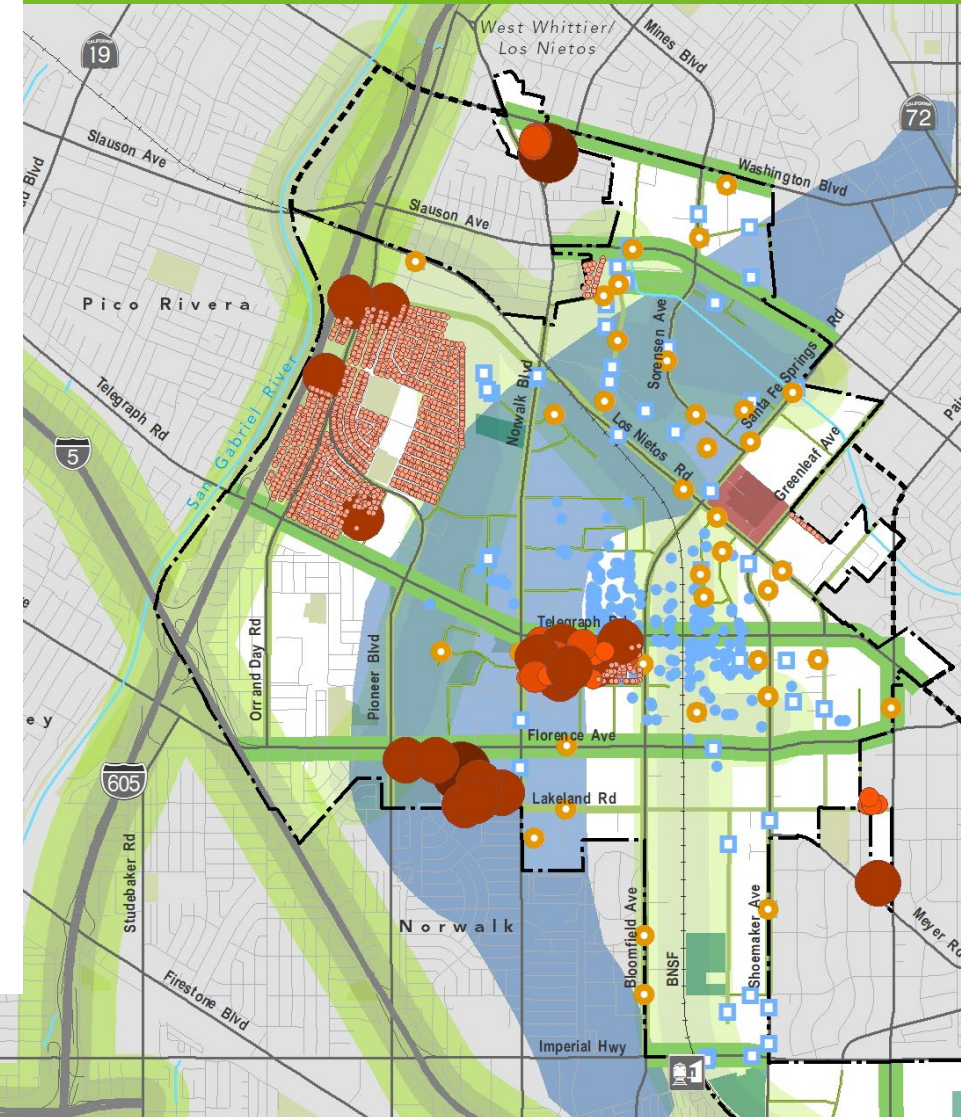 West Whittier/
Los Nietos
Mines Blvd
CALIFORNIA
19
CALIFORNIA
72
Slauson Ave
Washington Blvd
Slauson Ave
Pico Rivera
Sorensen Ave
Santa Fe Springs Rd
Norwalk Blvd
Telegraph Rd
San Gabriel River
Los Nietos Rd
Greenleaf Ave
5
Telegraph
Orr and Day Rd
Pioneer Blvd
Florence Ave
605
Lakeland Rd
Studebaker Rd
Norwalk
Bloomfield Ave
BNSF
Shoemaker Ave
Meyer Rd
Firestone Blvd
Imperial Hwy